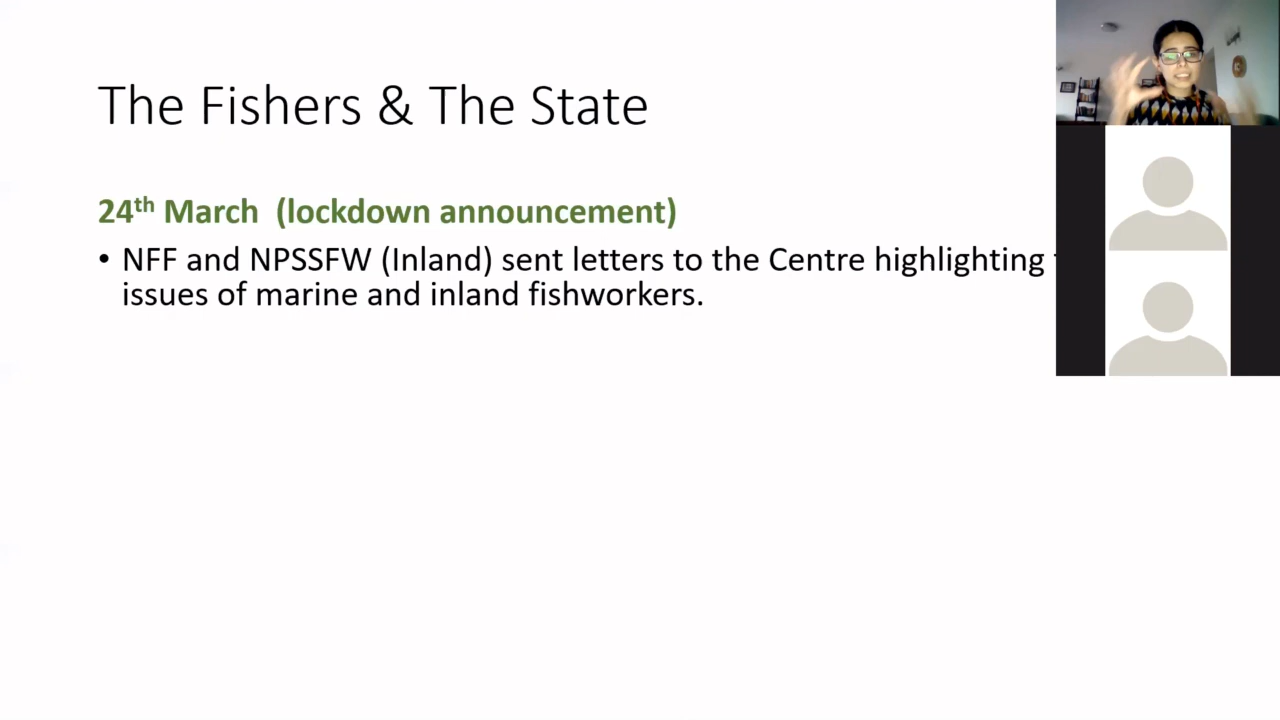 The Fishers & The State
24th March (lockdown announcement)
• NFF and NPSSFW (Inland) sent letters to the Centre highlighting
issues of marine and inland fishworkers.